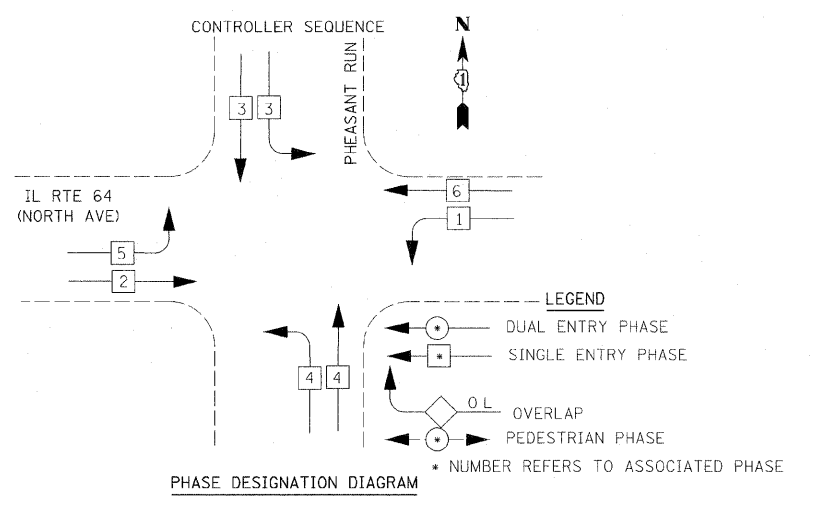 CONTROLLER SEQUENCE
N
1
PHEASANT RUN
3 3
IL RTE 64
(NORTH AVE)
6
1
5
2
4 4
LEGEND
* DUAL ENTRY PHASE
* SINGLE ENTRY PHASE
O L OVERLAP
* PEDESTRIAN PHASE
* NUMBER REFERS TO ASSOCIATED PHASE
PHASE DESIGNATION DIAGRAM